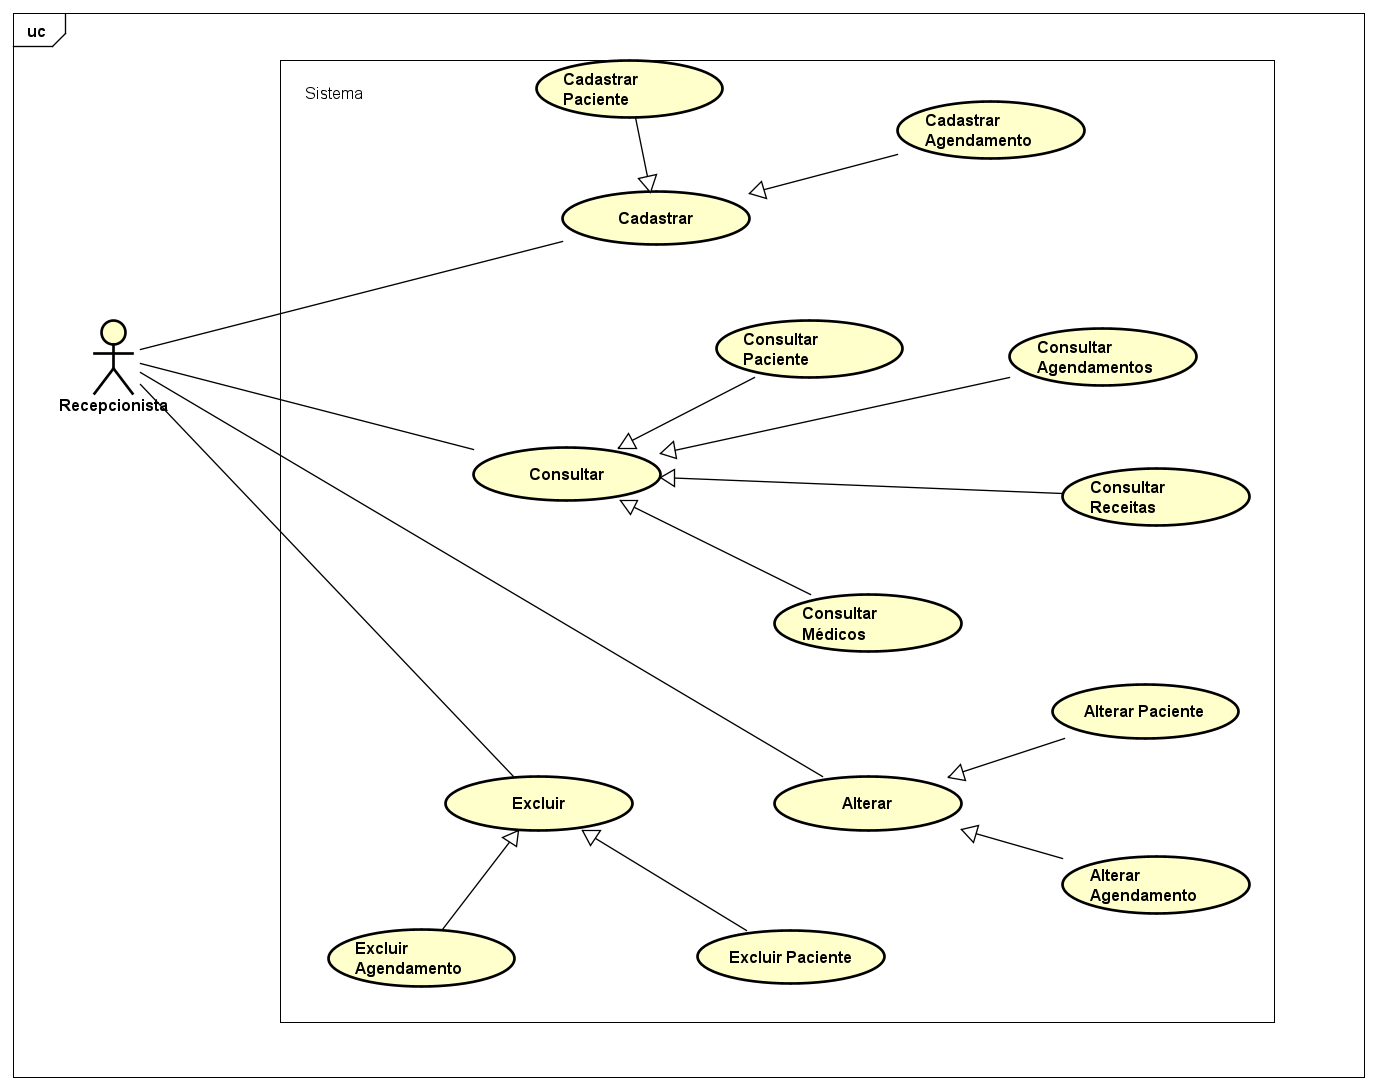 uc
Sistema
Cadastrar
Paciente
Cadastrar
Agendamento
Cadastrar
Recepcionista
Consultar
Paciente
Consultar
Agendamentos
Consultar
Consultar
Receitas
Consultar
Médicos
Alterar Paciente
Excluir
Alterar
Alterar
Agendamento
Excluir
Agendamento
Excluir Paciente